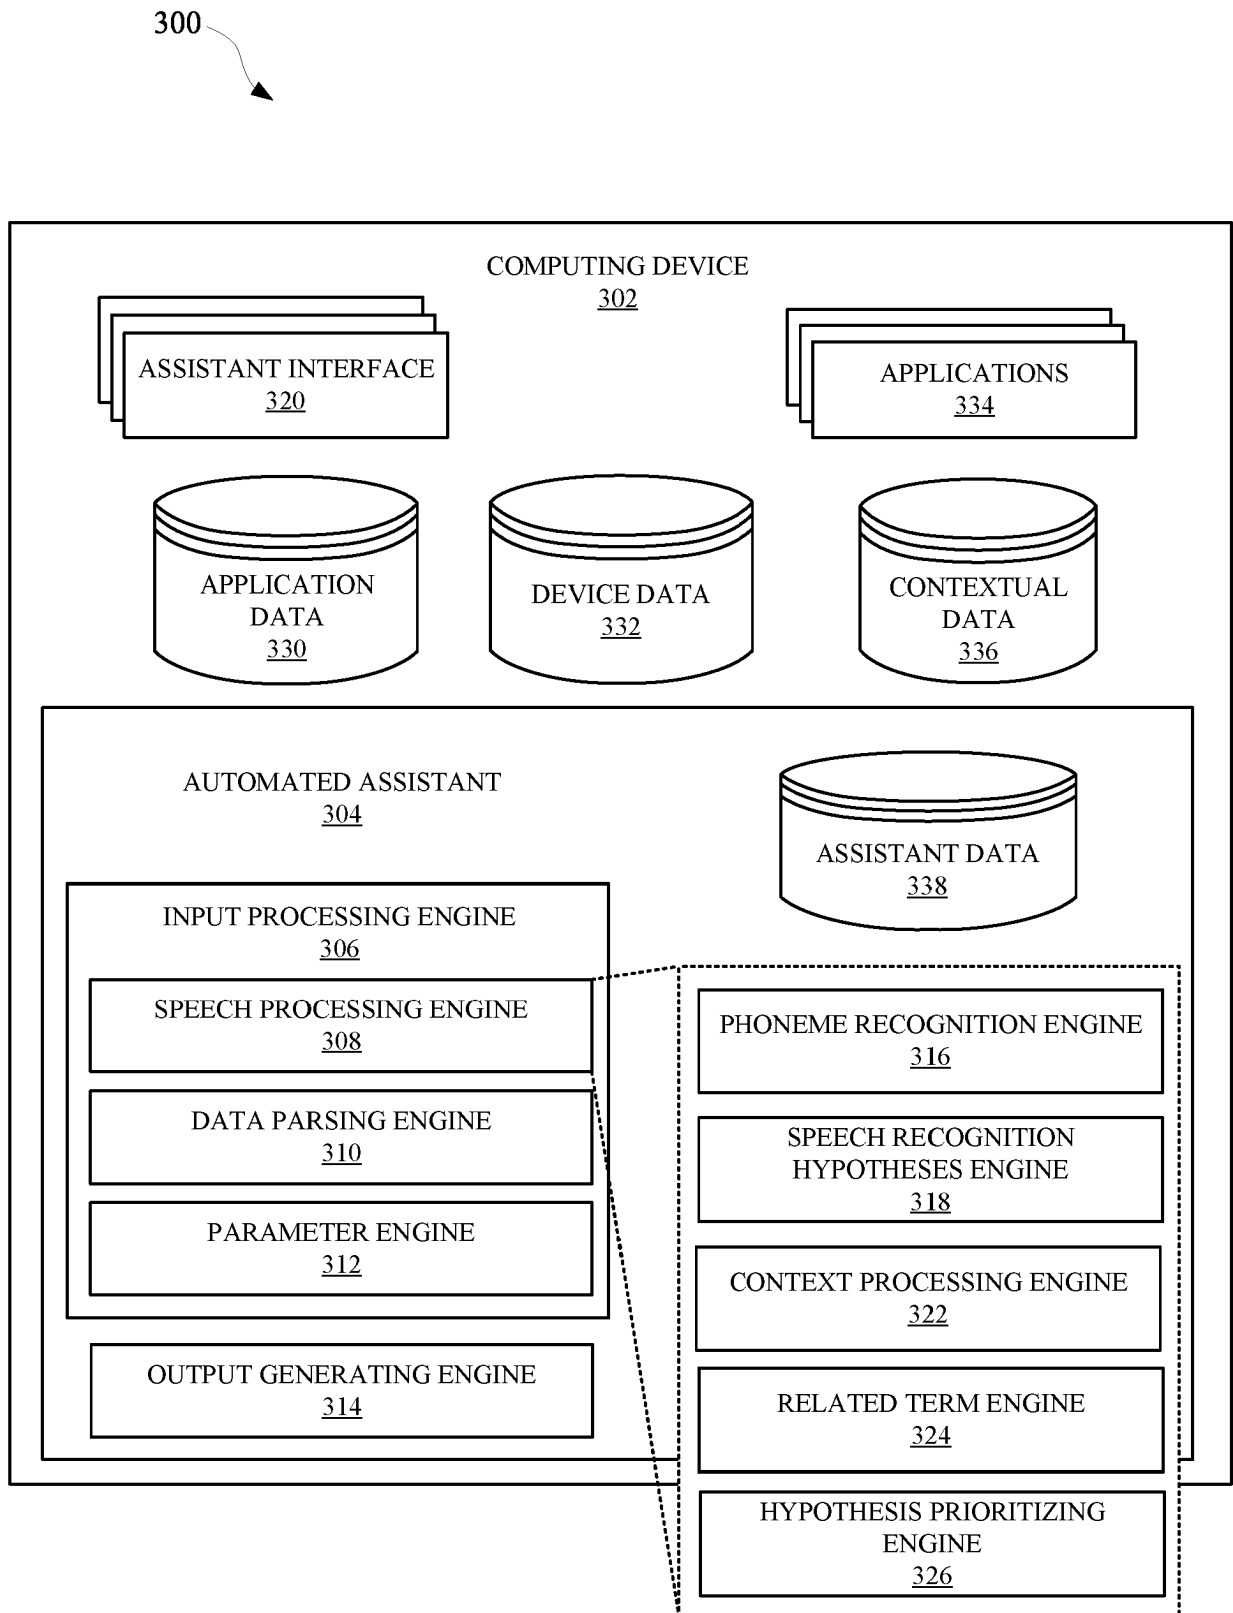 300
COMPUTING DEVICE
302
ASSISTANT INTERFACE
320
APPLICATIONS
334
APPLICATION
DATA
330
DEVICE DATA
332
CONTEXTUAL
DATA
336
AUTOMATED ASSISTANT
304
ASSISTANT DATA
338
INPUT PROCESSING ENGINE
306
SPEECH PROCESSING ENGINE
308
DATA PARSING ENGINE
310
PARAMETER ENGINE
312
OUTPUT GENERATING ENGINE
314
PHONEME RECOGNITION ENGINE
316
SPEECH RECOGNITION
HYPOTHESES ENGINE
318
CONTEXT PROCESSING ENGINE
322
RELATED TERM ENGINE
324
HYPOTHESIS PRIORITIZING
ENGINE
326